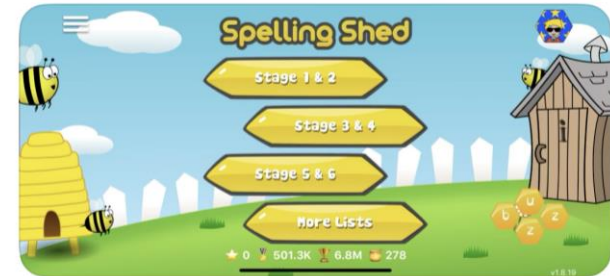 Spelling Shed
Stage 1 & 2
Stage 3 & 4
Stage 5 & 6
More Lists
i
b u z z
0 501.3K 6.8M 278
v1.8.19